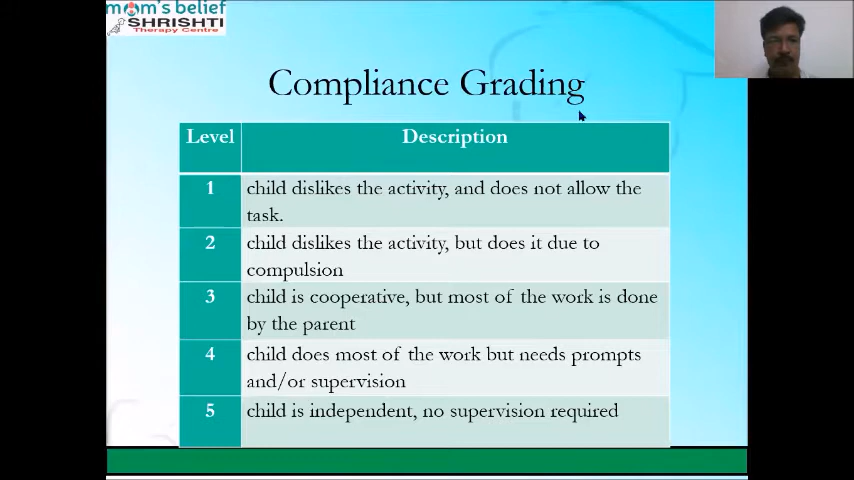 mom's belief
SHRISHTI
Therapy Centre
Compliance Grading
Level Description
1 child dislikes the activity, and does not allow the
task.
2 child dislikes the activity, but does it due to
compulsion
3 child is cooperative, but most of the work is done
by the parent
4 child does most of the work but needs prompts
and/or supervision
5 child is independent, no supervision required